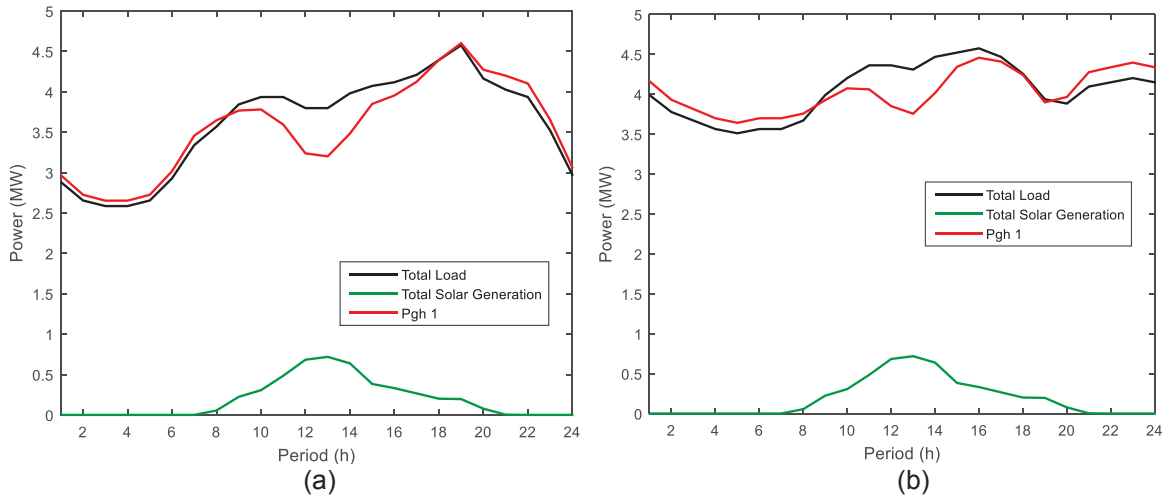 5
4.5
4
3.5
3
2.5
2
1.5
1
0.5
0
2 4 6 8 10 12 14 16 18 20 22 24
Power (MW)
Period (h)
Total Load
Total Solar Generation
Pgh 1
(a)
5
4.5
4
3.5
3
2.5
2
1.5
1
0.5
0
2 4 6 8 10 12 14 16 18 20 22 24
Power (MW)
Period (h)
Total Load
Total Solar Generation
Pgh 1
(b)